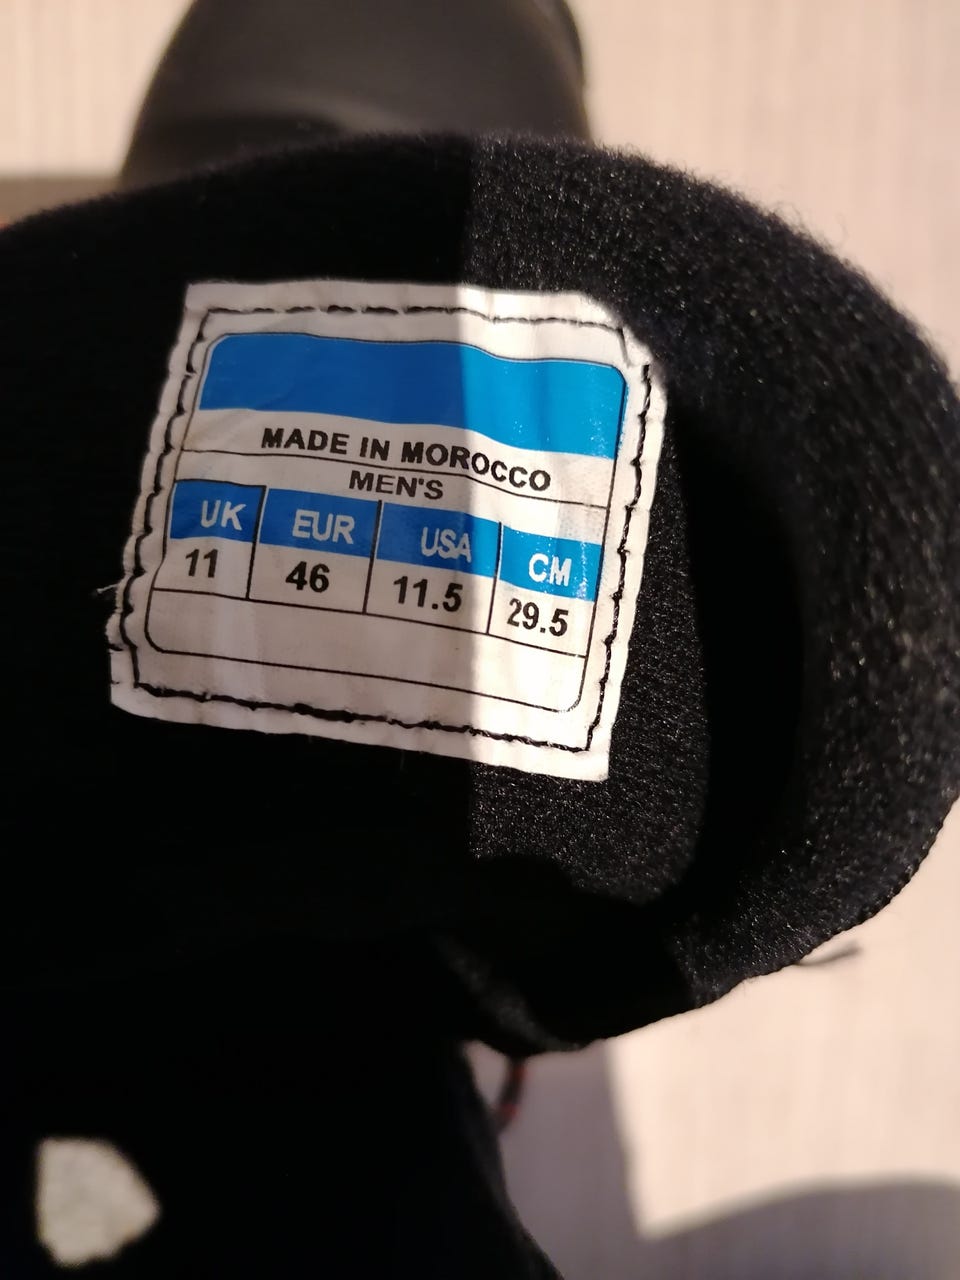 MADE IN MOROCCO
MEN'S
UK EUR USA CM
11 46 11.5 29.5